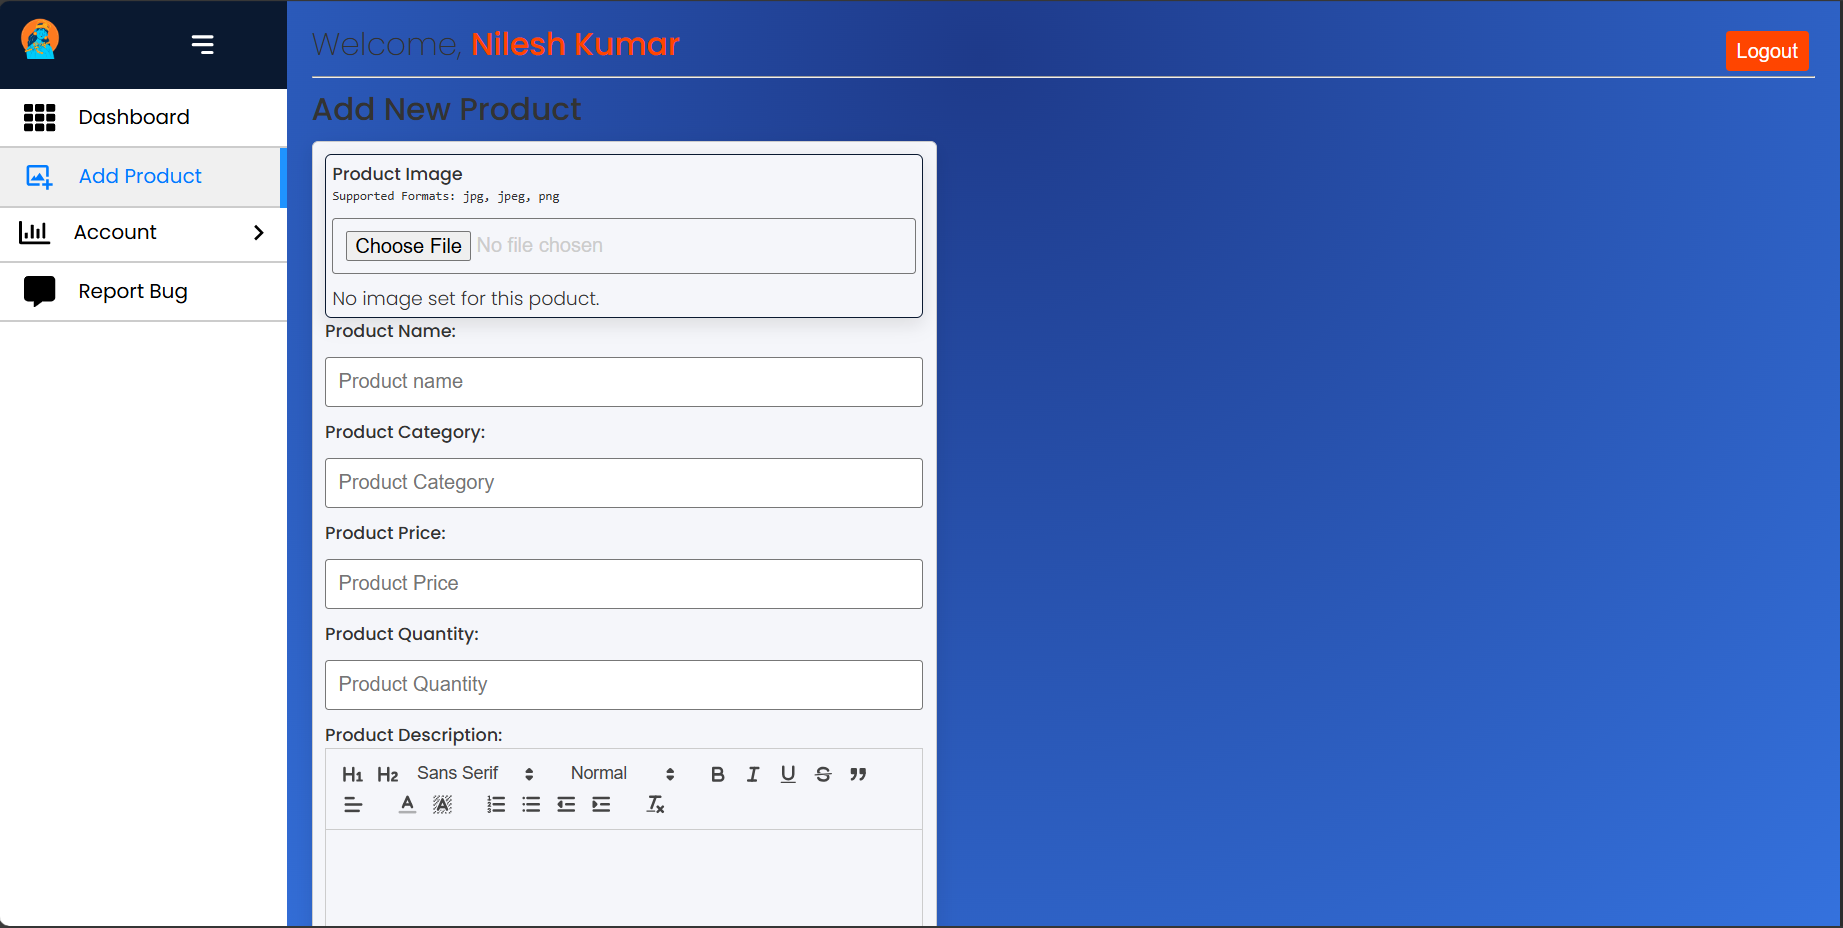 Welcome, Nilesh Kumar
Logout
Dashboard
Add Product
Account
Report Bug
Add New Product
Product Image
Supported Formats: jpg, jpeg, png
Choose File No file chosen
No image set for this poduct.
Product Name:
Product name
Product Category:
Product Category
Product Price:
Product Price
Product Quantity:
Product Quantity
Product Description:
H1 H2 Sans Serif Normal B I U S
A A